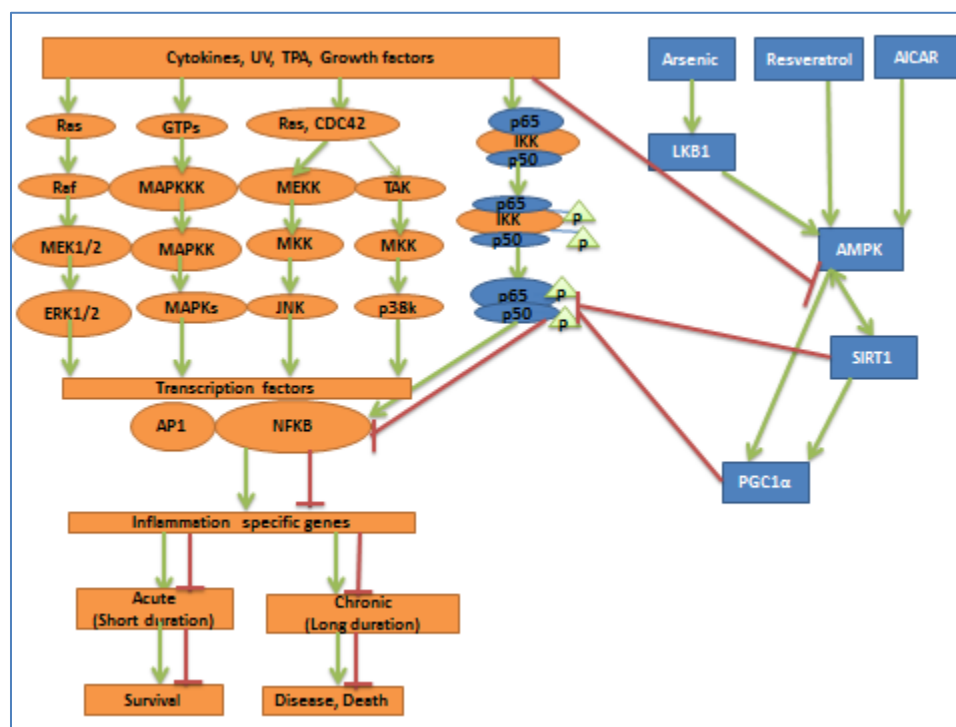 Cytokines, UV, TPA, Growth factors
Arsenic
Resveratrol
AICAR
Ras
GTPs
Ras, CDC42
p65
IKK
p50
LKB1
Raf
MAPKKK
MEKK
TAK
p65
IKK
p50
p
p
MEK1/2
MAPKK
MKK
MKK
AMPK
ERK1/2
MAPKs
JNK
p38k
p65
p50
p
p
SIRT1
Transcription factors
AP1
NFKB
PGC1α
Inflammation specific genes
Acute
(Short duration)
Chronic
(Long duration)
Survival
Disease, Death